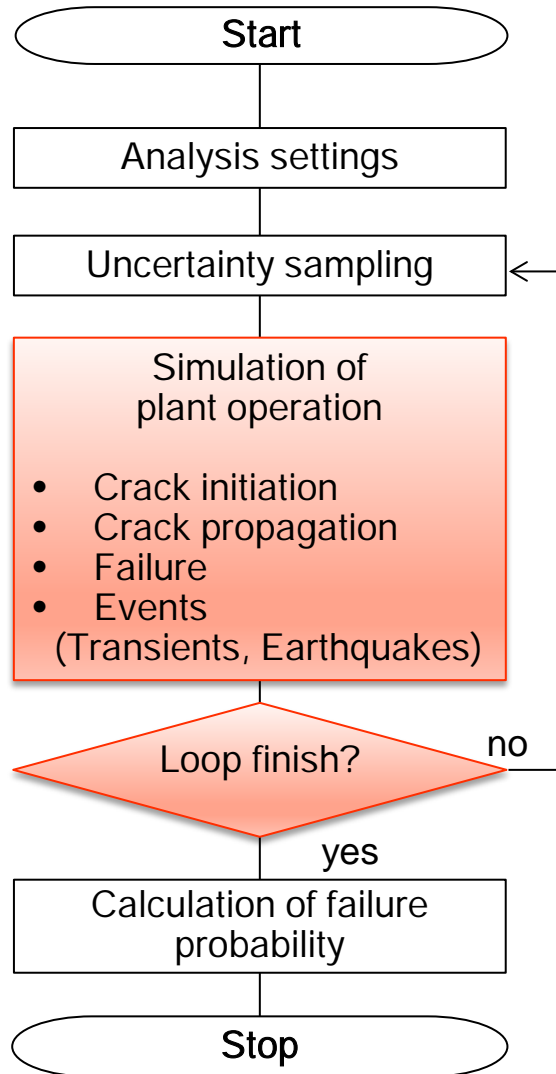 Start
Analysis settings
Uncertainty sampling
Simulation of
plant operation
• Crack initiation
• Crack propagation
• Failure
• Events
(Transients, Earthquakes)
Loop finish?
no
yes
Calculation of failure
probability
Stop